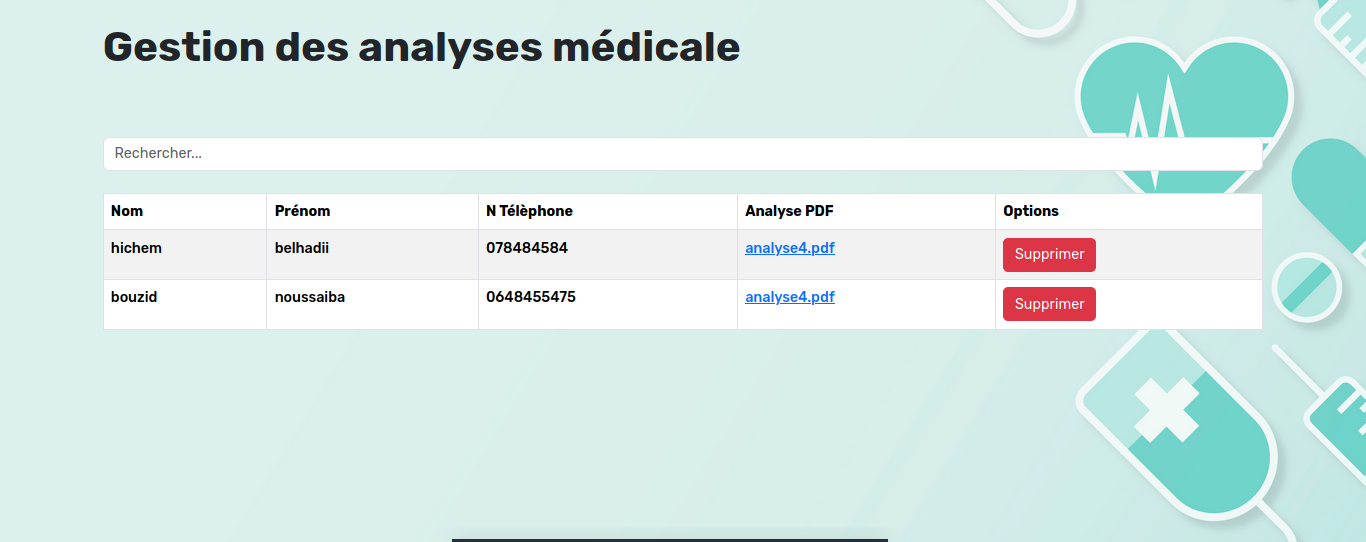 Gestion des analyses médicale
Rechercher...
Nom Prénom N Télèphone Analyse PDF Options
hichem belhadii 078484584 analyse4.pdf Supprimer
bouzid noussaiba 0648455475 analyse4.pdf Supprimer